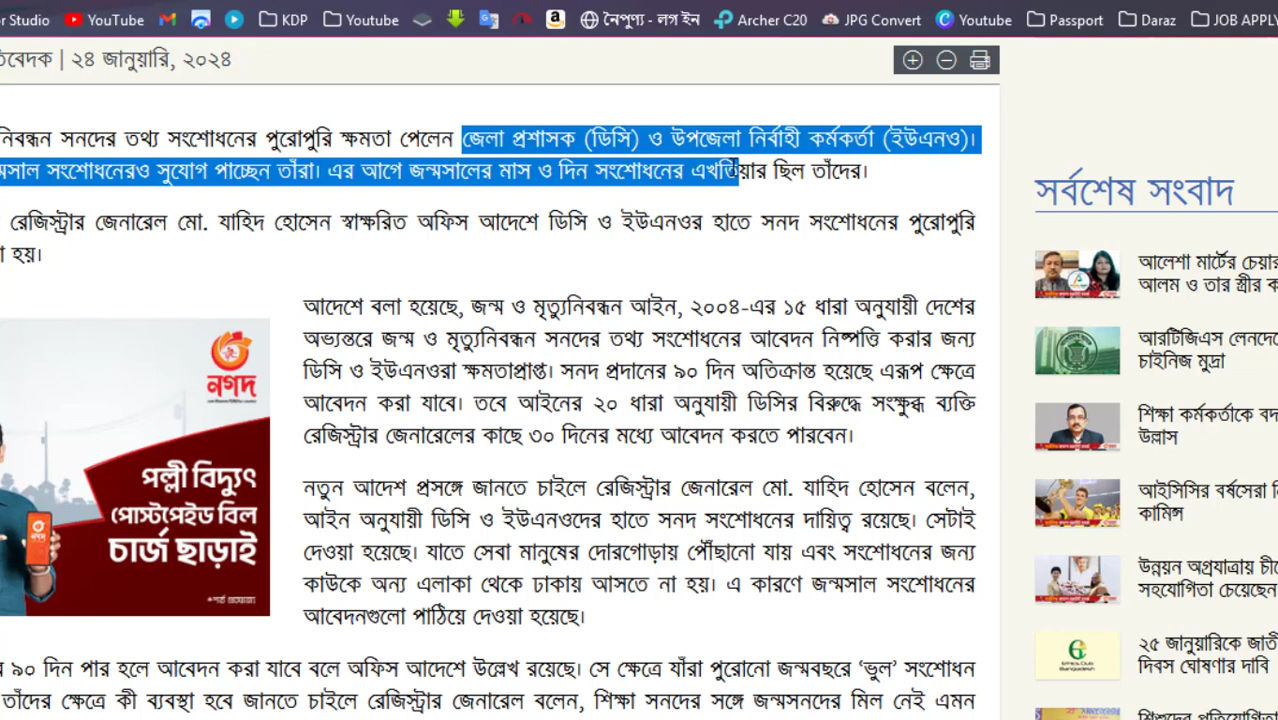 Studio
YouTube
KDP
Youtube
নৈপুণ্য - লগ ইন
Archer C20
JPG Convert
Youtube
Passport
Daraz
JOB APPLY
| ২৪ জানুয়ারি, ২০২৪
সনদের তথ্য সংশোধনের পুরোপুরি ক্ষমতা পেলেন জেলা প্রশাসক (ডিসি) ও উপজেলা নির্বাহী কর্মকর্তা (ইউএনও)।
সংশোধনেরও সুযোগ পাচ্ছেন তাঁরা। এর আগে জন্মসালের মাস ও দিন সংশোধনের এখতিয়ার ছিল তাঁদের।
রেজিস্ট্রার জেনারেল মো. যাহিদ হোসেন স্বাক্ষরিত অফিস আদেশে ডিসি ও ইউএনওর হাতে সনদ সংশোধনের পুরোপুরি
হয়।
আদেশে বলা হয়েছে, জন্ম ও মৃত্যুনিবন্ধন আইন, ২০০৪-এর ১৫ ধারা অনুযায়ী দেশের
অভ্যন্তরে জন্ম ও মৃত্যুনিবন্ধন সনদের তথ্য সংশোধনের আবেদন নিষ্পত্তি করার জন্য
ডিসি ও ইউএনওরা ক্ষমতাপ্রাপ্ত। সনদ প্রদানের ৯০ দিন অতিক্রান্ত হয়েছে এরূপ ক্ষেত্রে
আবেদন করা যাবে। তবে আইনের ২০ ধারা অনুযায়ী ডিসির বিরুদ্ধে সংক্ষুব্ধ ব্যক্তি
রেজিস্ট্রার জেনারেলের কাছে ৩০ দিনের মধ্যে আবেদন করতে পারবেন।
নগদ
পল্লী বিদ্যুৎ
পোস্টপেইড বিল
চার্জ ছাড়াই
*শর্ত প্রযোজ্য
নতুন আদেশ প্রসঙ্গে জানতে চাইলে রেজিস্ট্রার জেনারেল মো. যাহিদ হোসেন বলেন,
আইন অনুযায়ী ডিসি ও ইউএনওদের হাতে সনদ সংশোধনের দায়িত্ব রয়েছে। সেটাই
দেওয়া হয়েছে। যাতে সেবা মানুষের দোরগোড়ায় পৌঁছানো যায় এবং সংশোধনের জন্য
কাউকে অন্য এলাকা থেকে ঢাকায় আসতে না হয়। এ কারণে জন্মসাল সংশোধনের
আবেদনগুলো পাঠিয়ে দেওয়া হয়েছে।
৯০ দিন পার হলে আবেদন করা যাবে বলে অফিস আদেশে উল্লেখ রয়েছে। সে ক্ষেত্রে যাঁরা পুরোনো জন্মবছরে ‘ভুল’ সংশোধন
তাঁদের ক্ষেত্রে কী ব্যবস্থা হবে জানতে চাইলে রেজিস্ট্রার জেনারেল বলেন, শিক্ষা সনদের সঙ্গে জন্মসনদের মিল নেই এমন
সর্বশেষ সংবাদ
আলেশা মার্টের চেয়ার
আলম ও তার স্ত্রীর
আরটিজিএস লেনদেনে
চাইনিজ মুদ্রা
শিক্ষা কর্মকর্তাকে
উল্লাস
আইসিসির বর্ষসেরা
কামিন্স
উন্নয়ন অগ্রযাত্রায়
সহযোগিতা চেয়েছেন
Ethics Club
Bangladesh
২৫ জানুয়ারিকে
দিবস ঘোষণার দাবি